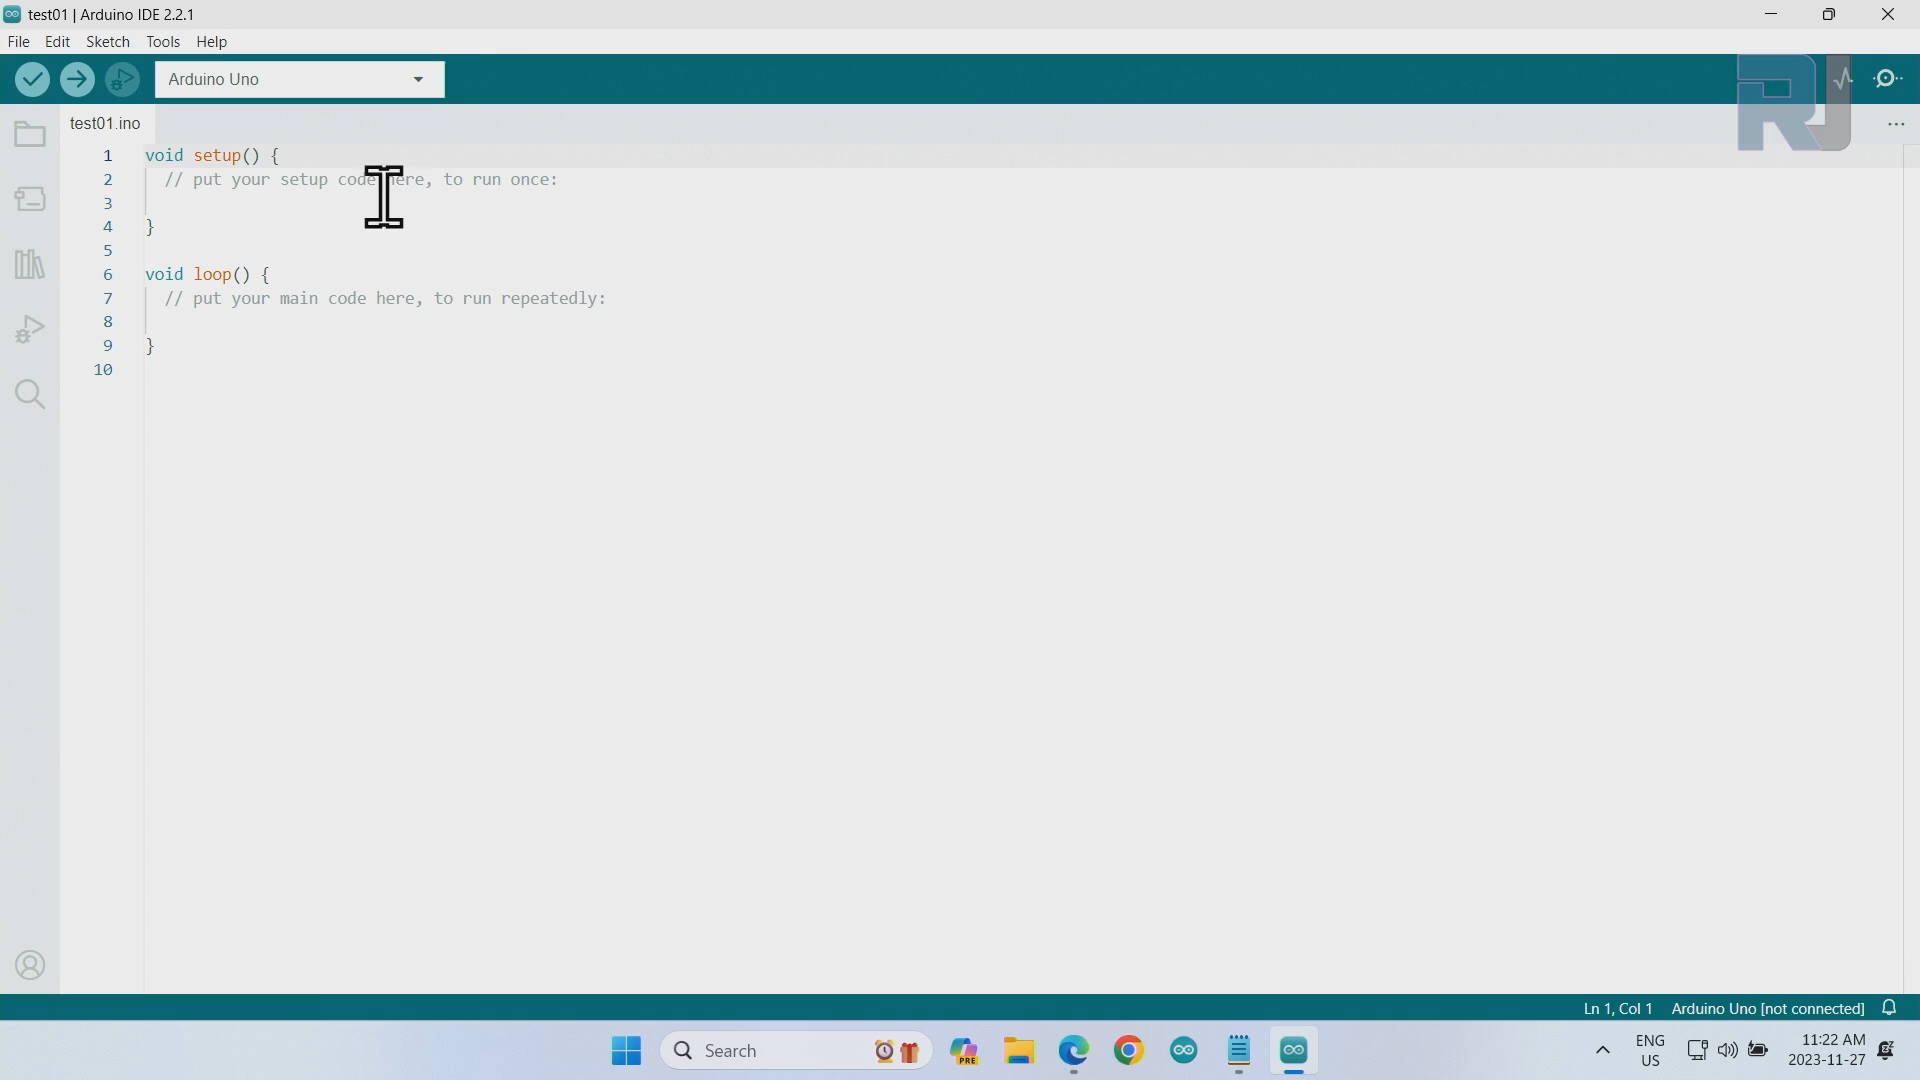 test01 | Arduino IDE 2.2.1
File Edit Sketch Tools Help
Arduino Uno
RJ
test01.ino
1 void setup() {
2 // put your setup code here, to run once:
3
4 }
5
6 void loop() {
7 // put your main code here, to run repeatedly:
8
9 }
10
Ln 1, Col 1 Arduino Uno [not connected]
Search
PRE
ENG
US
11:22 AM
2023-11-27